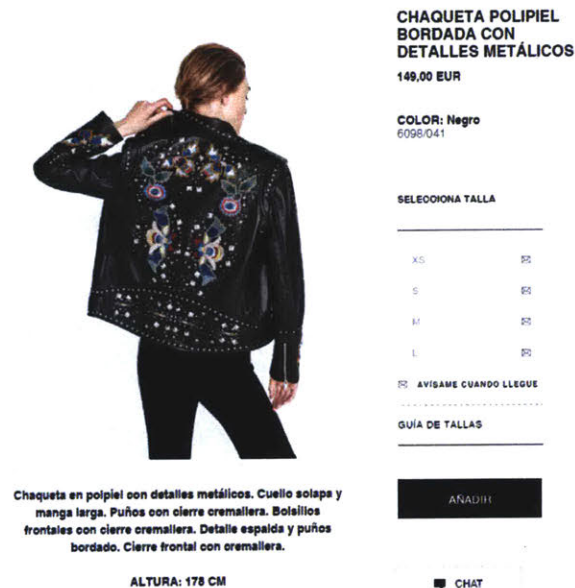 CHAQUETA POLIPIEL
BORDADA CON
DETALLES METÁLICOS
149,00 EUR
COLOR: Negro
6098/041
SELECCIONA TALLA
XS
S
M
L
AVÍSAME CUANDO LLEGUE
GUÍA DE TALLAS
AÑADIR
Chaqueta en polpiel con detalles metálicos. Cuello solapa y
manga larga. Puños con cierre cremallera. Bolsillos
frontales con cierre cremallera. Detalle espalda y puños
bordado. Cierre frontal con cremallera.
ALTURA: 178 CM
CHAT